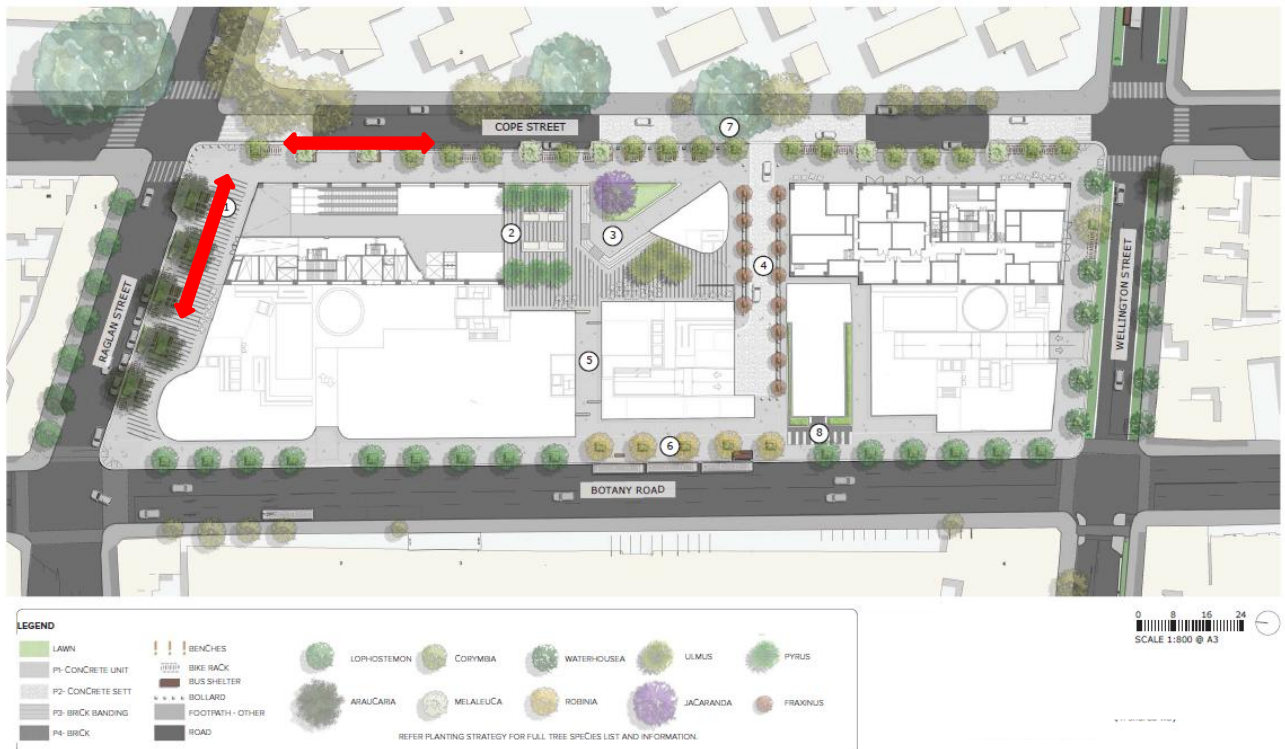 COPE STREET
7
1
2
3
4
RAGLAN STREET
WELLINGTON STREET
5
6
8
BOTANY ROAD
LEGEND
LAWN
P1- CONCRETE UNIT
P2- CONCRETE SETT
P3- BRICK BANDING
P4- BRICK
BENCHES
BIKE RACK
BUS SHELTER
BOLLARD
FOOTPATH - OTHER
ROAD
LOPHOSTEMON
CORYMBIA
WATERHOUSEA
ULMUS
PYRUS
ARAUCARIA
MELALEUCA
ROBINIA
JACARANDA
FRAXINUS
REFER PLANTING STRATEGY FOR FULL TREE SPECIES LIST AND INFORMATION.
0 8 16 24
SCALE 1:800 @ A3